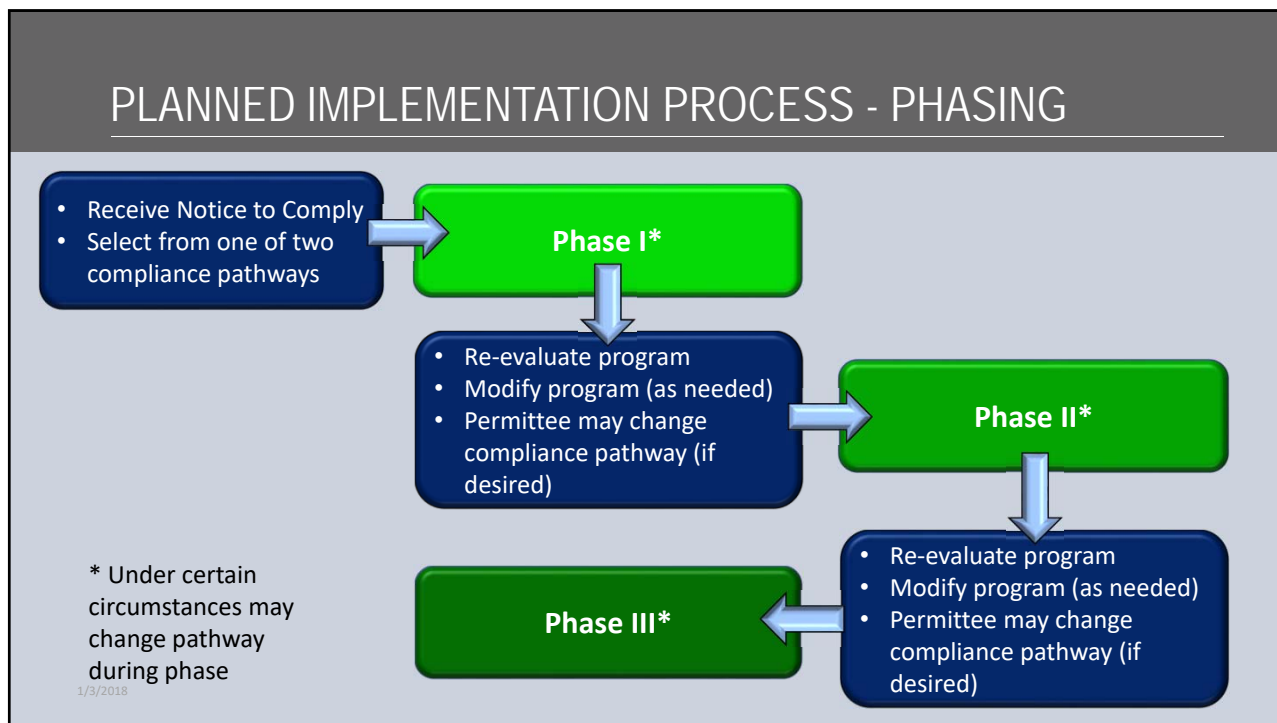 PLANNED IMPLEMENTATION PROCESS - PHASING
• Receive Notice to Comply
• Select from one of two
compliance pathways
Phase I*
• Re-evaluate program
• Modify program (as needed)
• Permittee may change
compliance pathway (if
desired)
Phase II*
• Re-evaluate program
• Modify program (as needed)
• Permittee may change
compliance pathway (if
desired)
Phase III*
* Under certain
circumstances may
change pathway
during phase
1/3/2018